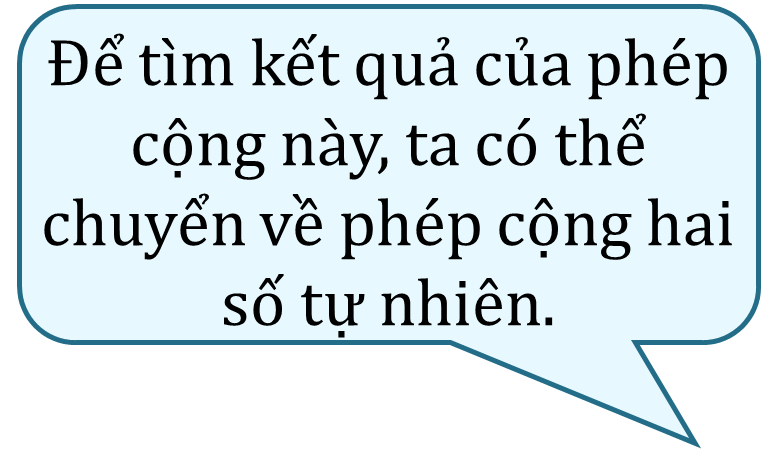 Để tìm kết quả của phép
cộng này, ta có thể
chuyển về phép cộng hai
số tự nhiên.